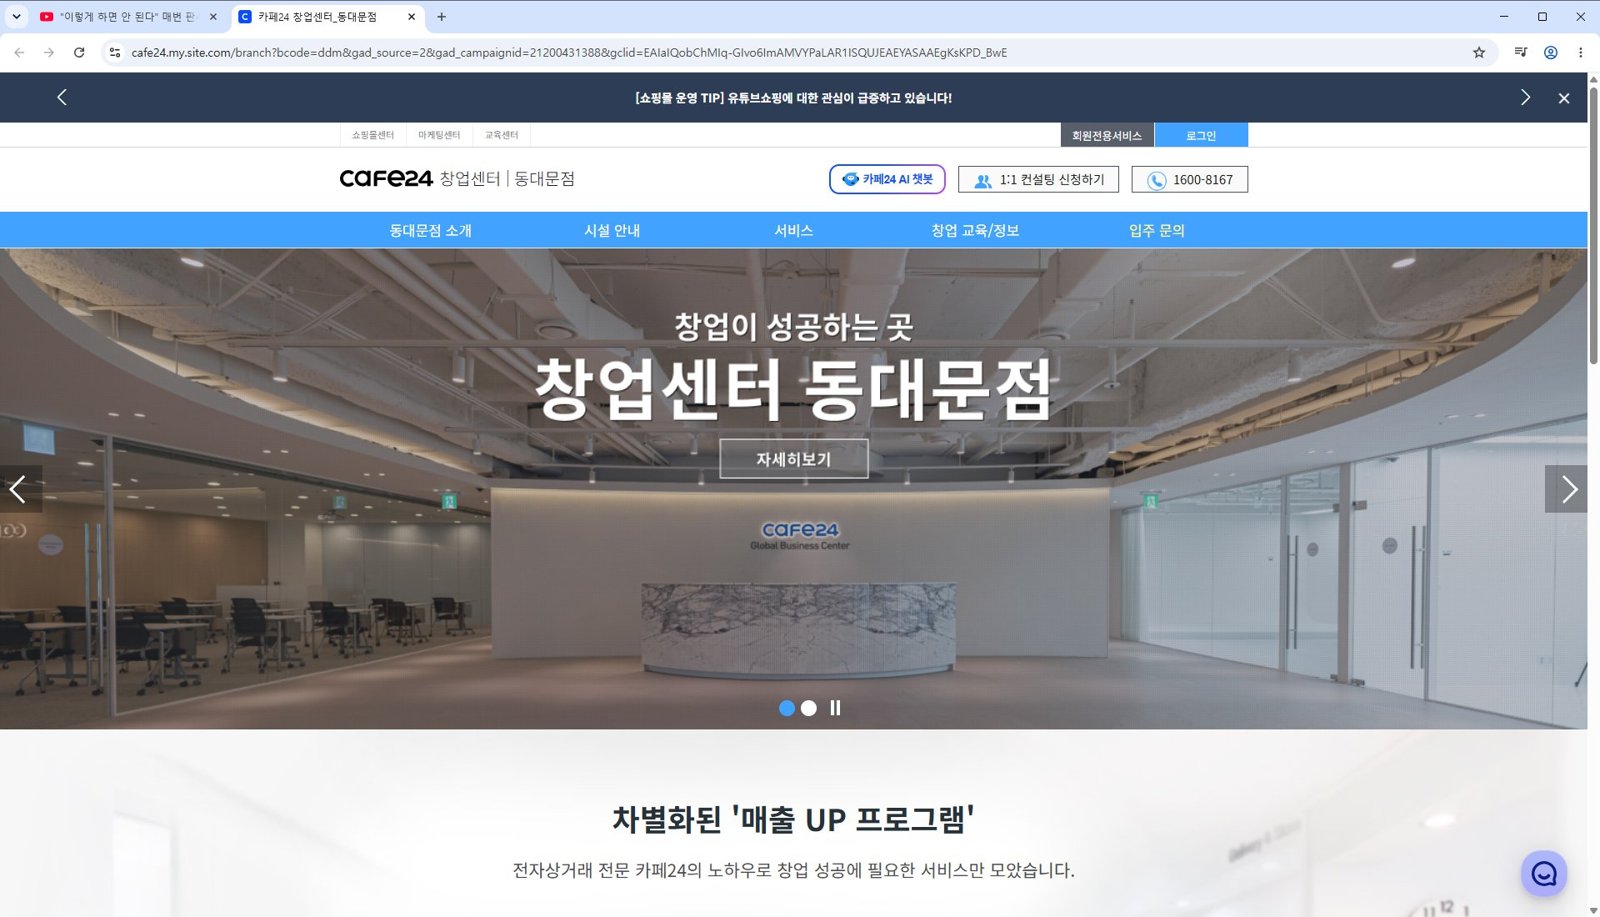 "이렇게 하면 안 된다" 매번 판
카페24 창업센터_동대문점
cafe24.my.site.com/branch?bcode=ddm&gad_source=2&gad_campaignid=21200431388&gclid=EAIaIQobChMIq-GIvo6ImAMVYPaLAR1ISQUJEAEYASAAEgKsKPD_BwE
[쇼핑몰 운영 TIP] 유튜브쇼핑에 대한 관심이 급증하고 있습니다!
쇼핑몰센터 마케팅센터 교육센터 회원전용서비스 로그인
cafe24 창업센터 | 동대문점 카페24 AI 챗봇 1:1 컨설팅 신청하기 1600-8167
동대문점 소개 시설 안내 서비스 창업 교육/정보 입주 문의
창업이 성공하는 곳
창업센터 동대문점
자세히보기
cafe24
Global Business Center
차별화된 '매출 UP 프로그램'
전자상거래 전문 카페24의 노하우로 창업 성공에 필요한 서비스만 모았습니다.